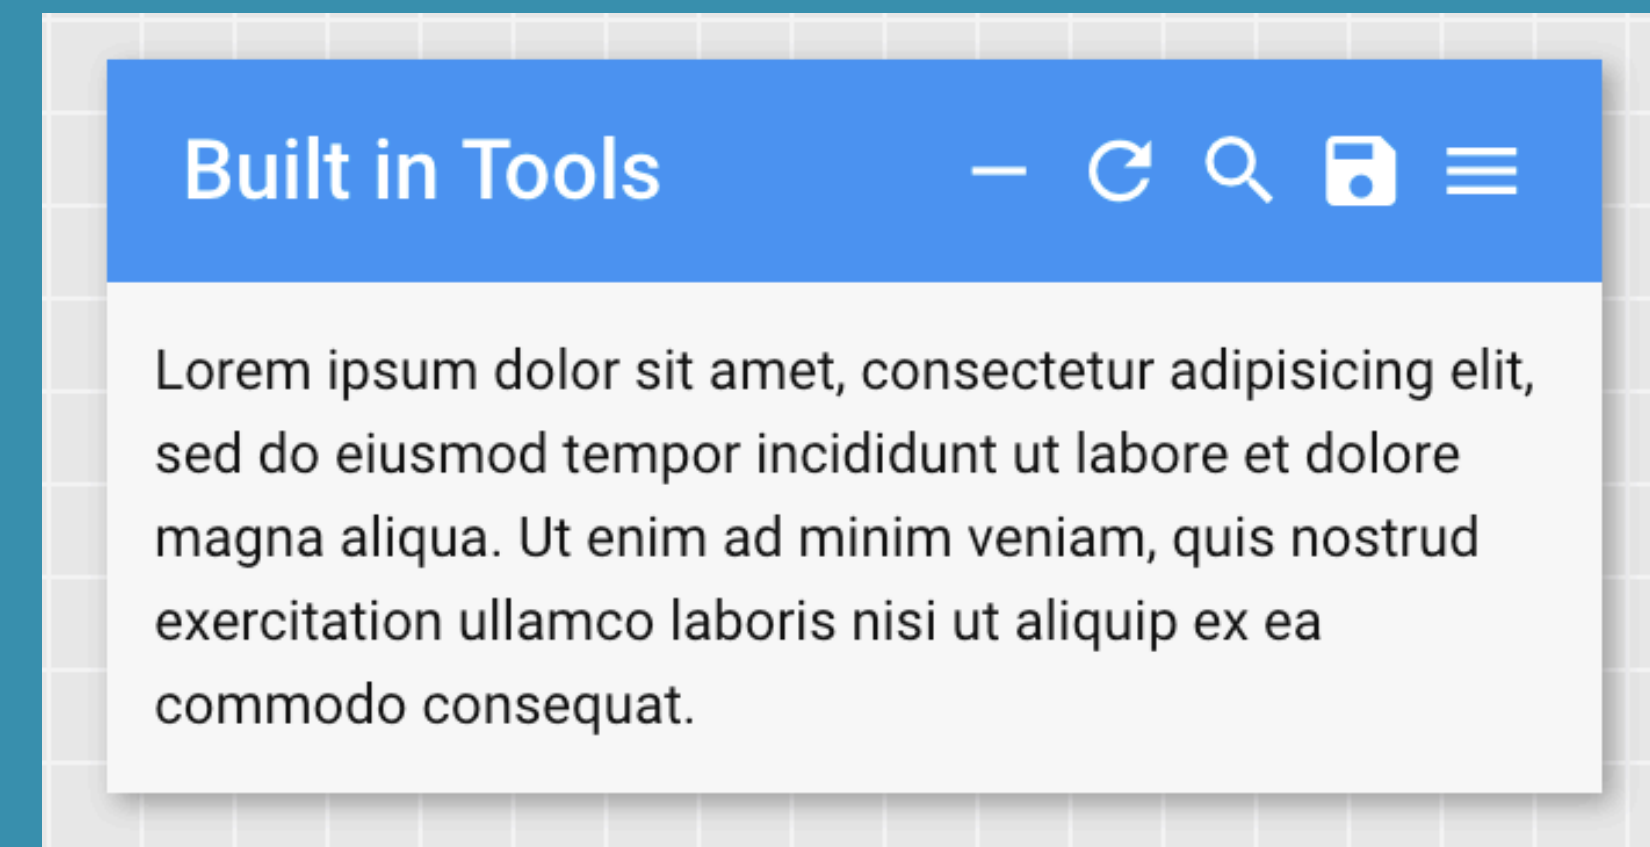 Built in Tools
Lorem ipsum dolor sit amet, consectetur adipisicing elit,
sed do eiusmod tempor incididunt ut labore et dolore
magna aliqua. Ut enim ad minim veniam, quis nostrud
exercitation ullamco laboris nisi ut aliquip ex ea
commodo consequat.